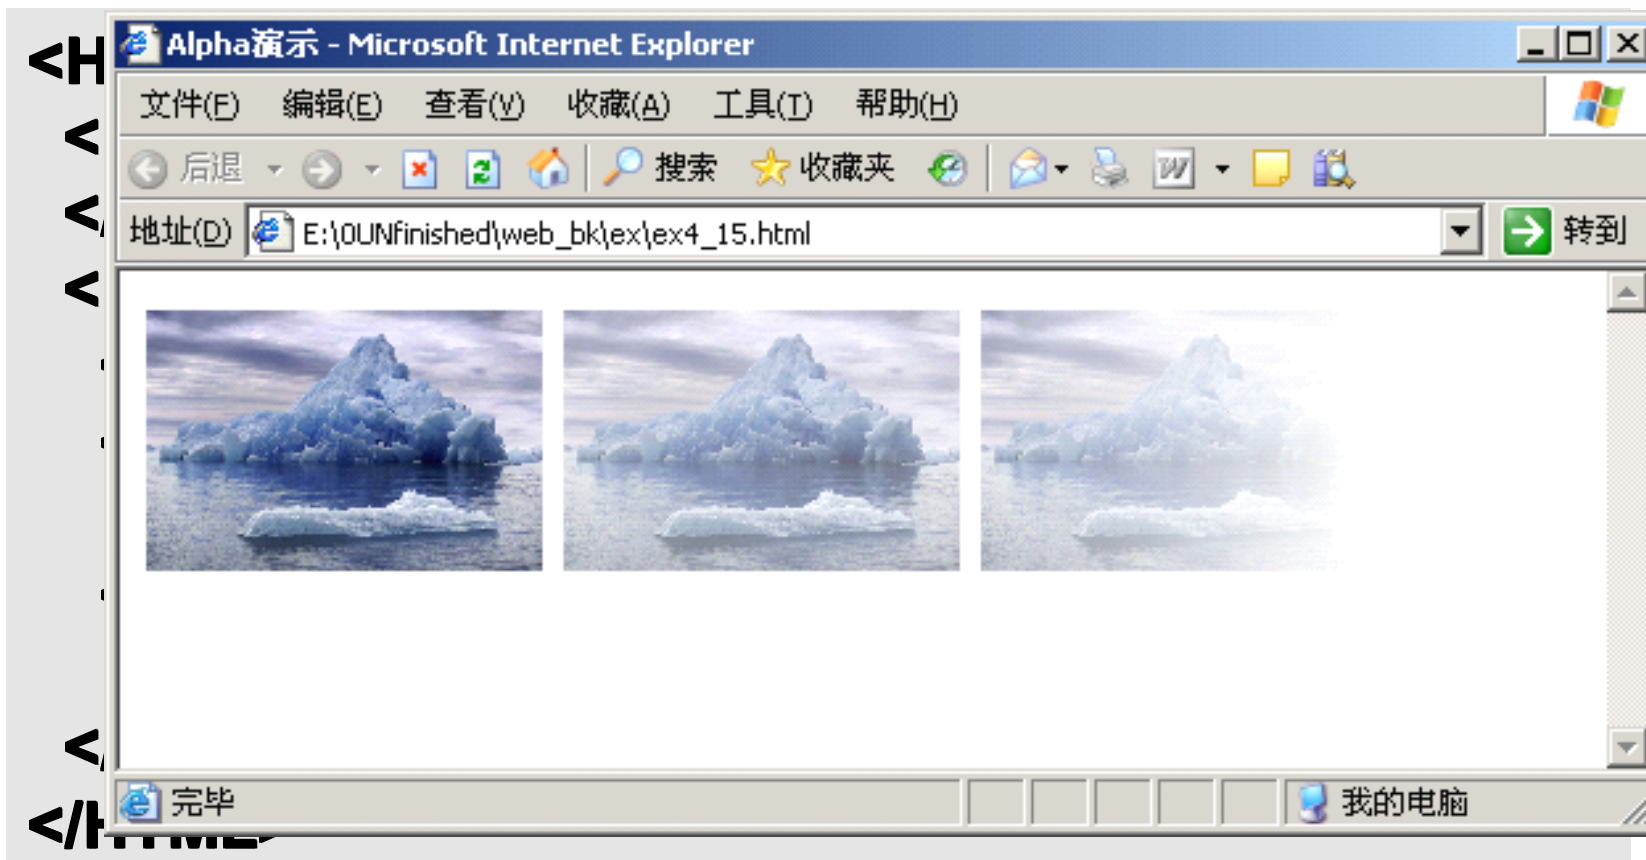 <H
Alpha演示 - Microsoft Internet Explorer
文件(F) 编辑(E) 查看(V) 收藏(A) 工具(T) 帮助(H)
<
后退 搜索 收藏夹 W
</
地址(D) E:\0UNfinished\web_bk\ex\ex4_15.html 转到
<
</
完毕 我的电脑
</HTML>